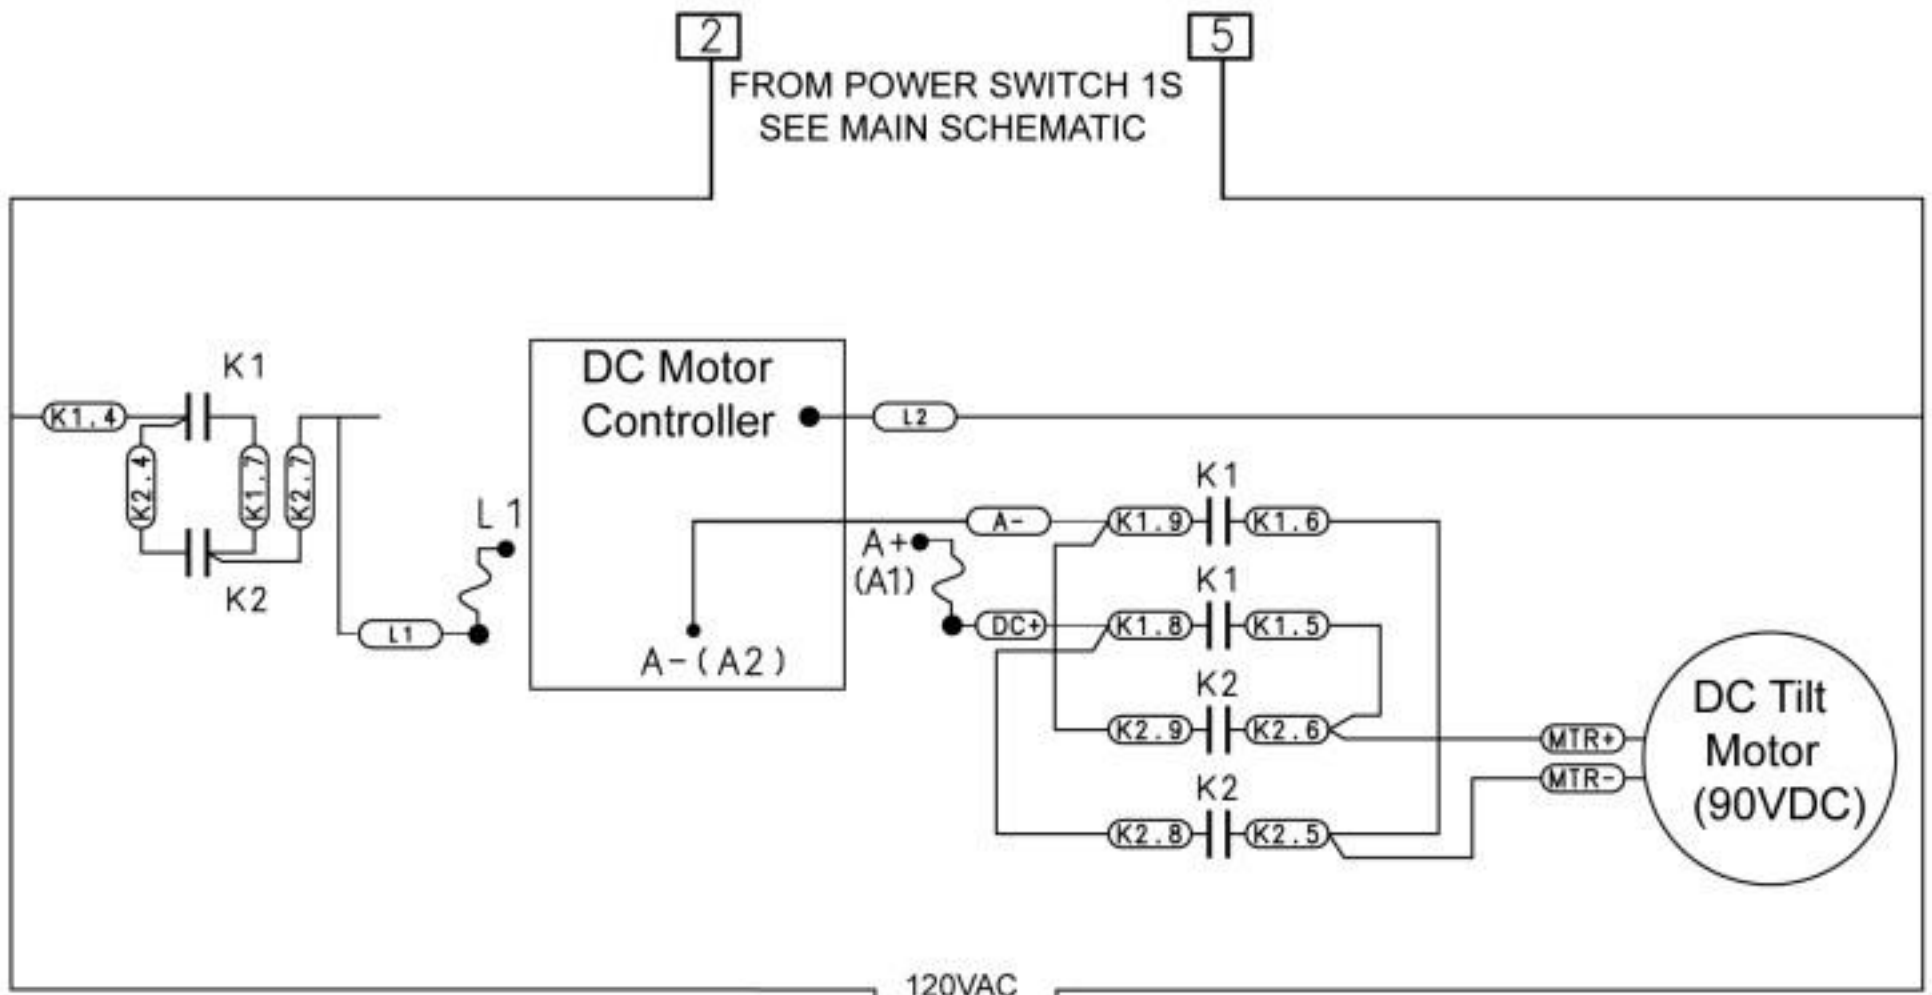 2
5
FROM POWER SWITCH 1S
SEE MAIN SCHEMATIC
K1
K1.4
K2.4
K1.7
K2.7
K2
L1
L1
DC Motor
Controller
L2
A-
A-(A2)
A+
(A1)
DC+
K1
K1.9
K1.6
K1
K1.8
K1.5
K2
K2.9
K2.6
K2
K2.8
K2.5
MTR+
MTR-
DC Tilt
Motor
(90VDC)
120VAC